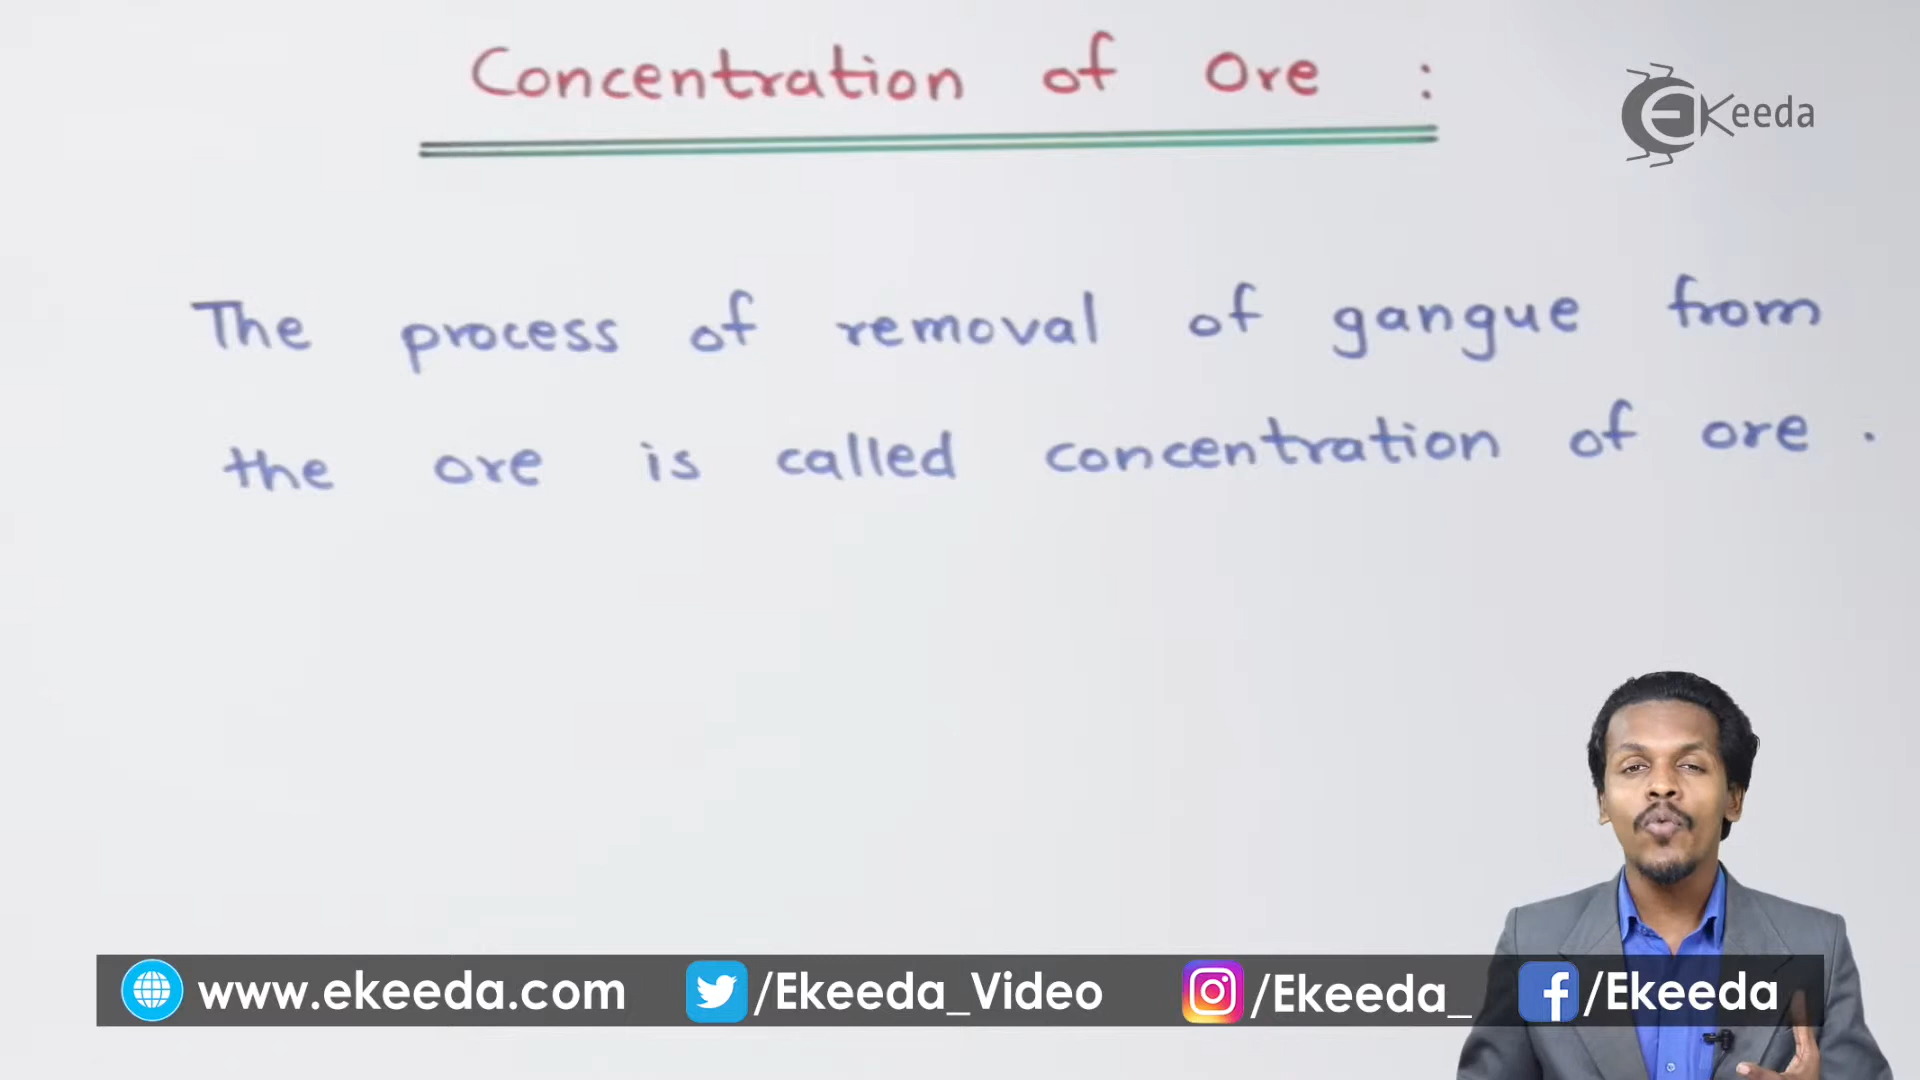 Concentration of Ore :
EKeeda
The process of removal of gangue from
the ore is called concentration of ore .
www.ekeeda.com /Ekeeda_Video /Ekeeda_ /Ekeeda